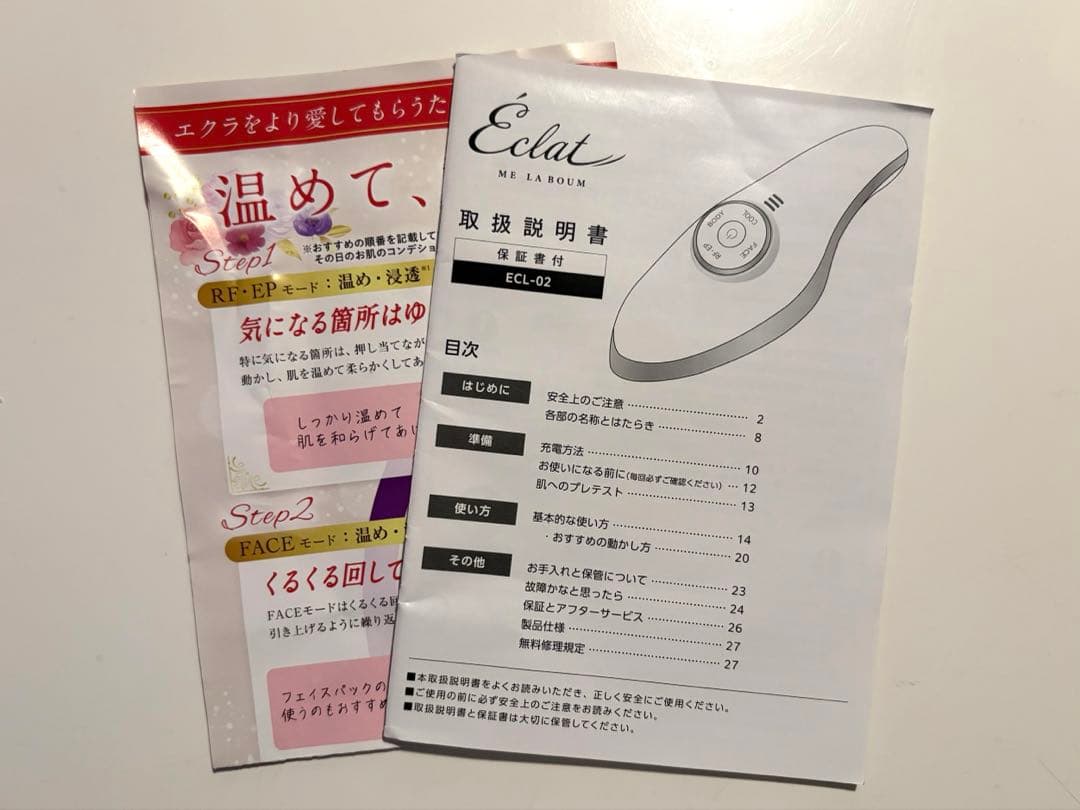 エクラをより愛してもらうた
温めて、
※おすすめの順番を記載して
その日のお肌のコンデショ
Step1
RF・EP モード：温め・浸透※1
気になる箇所はゆ
特に気になる箇所は、押し当てなが
動かし、肌を温めて柔らかくしてあ
しっかり温めて
肌を和らげてあ
Step2
FACE モード：温め・
くるくる回して
FACEモードはくるくる回
引き上げるように繰り返
フェイスパックの
使うのもおすすめ
Éclat
ME LA BOUM
取扱説明書
保証書付
ECL-02
BODY
COOL
RF・EP
FACE
目次
はじめに
安全上のご注意 2
各部の名称とはたらき 8
準備
充電方法 10
お使いになる前に（毎回必ずご確認ください） 12
肌へのプレテスト 13
使い方
基本的な使い方 14
・おすすめの動かし方 20
その他
お手入れと保管について 23
故障かなと思ったら 24
保証とアフターサービス 26
製品仕様 27
無料修理規定 27
■本取扱説明書をよくお読みいただき、正しく安全にご使用ください。
■ご使用の前に必ず安全上のご注意をお読みください。
■取扱説明書と保証書は大切に保管してください。